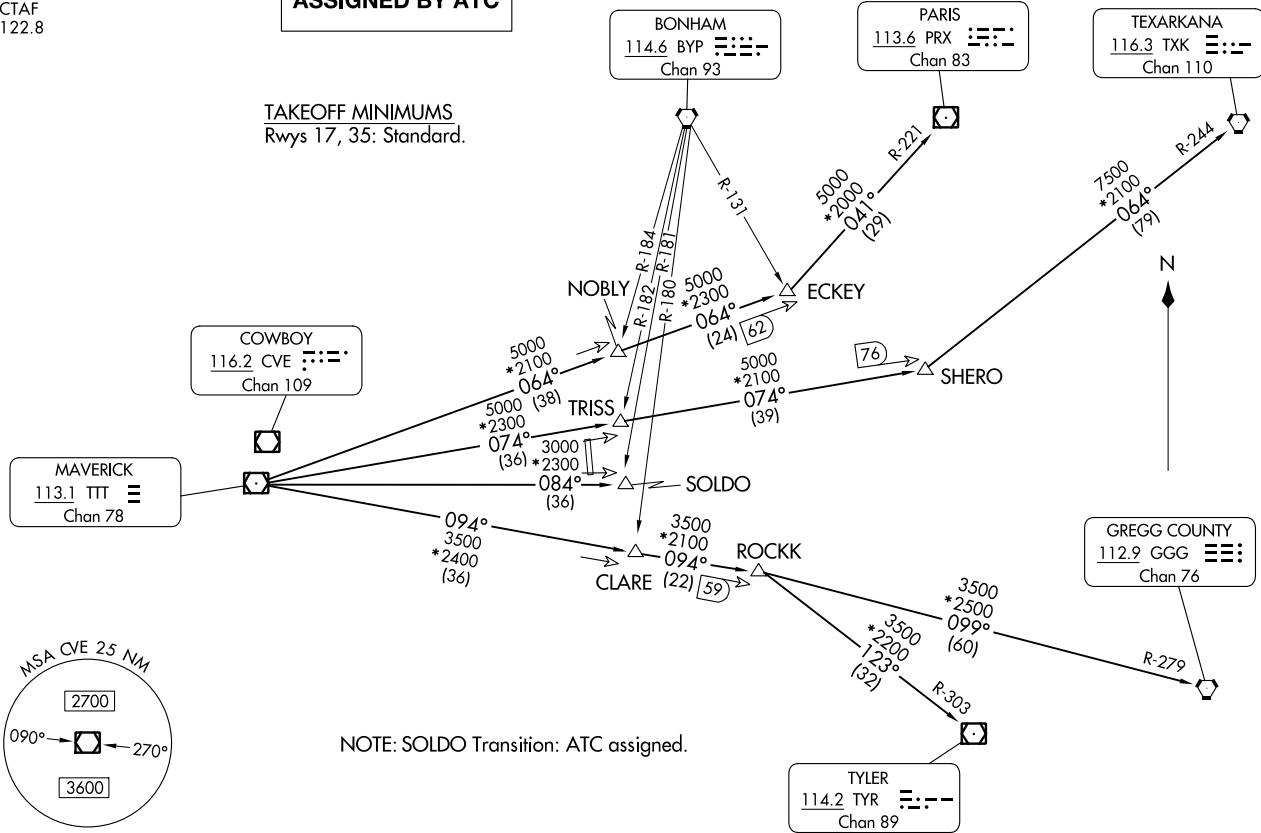 CTAF
122.8
ASSIGNED BY ATC
BONHAM
114.6 BYP
Chan 93
PARIS
113.6 PRX
Chan 83
TEXARKANA
116.3 TXK
Chan 110
TAKEOFF MINIMUMS
Rwys 17, 35: Standard.
R-221
R-244
R-131
5000
*2000
041°
(29)
7500
*2100
064°
(79)
R-184
R-181
R-182
R-180
N
NOBLY
5000
*2300
064°
(24)
62
ECKEY
COWBOY
116.2 CVE
Chan 109
5000
*2100
064°
(38)
76
SHERO
TRISS
5000
*2100
074°
(39)
5000
*2300
074°
(36)
3000
*2300
084°
(36)
SOLDO
MAVERICK
113.1 TTT
Chan 78
094°
3500
*2400
(36)
CLARE
3500
*2100
094°
(22)
59
ROCKK
GREGG COUNTY
112.9 GGG
Chan 76
3500
*2500
099°
(60)
R-279
3500
*2200
123°
(32)
R-303
MSA CVE 25 NM
2700
090°
270°
3600
NOTE: SOLDO Transition: ATC assigned.
TYLER
114.2 TYR
Chan 89